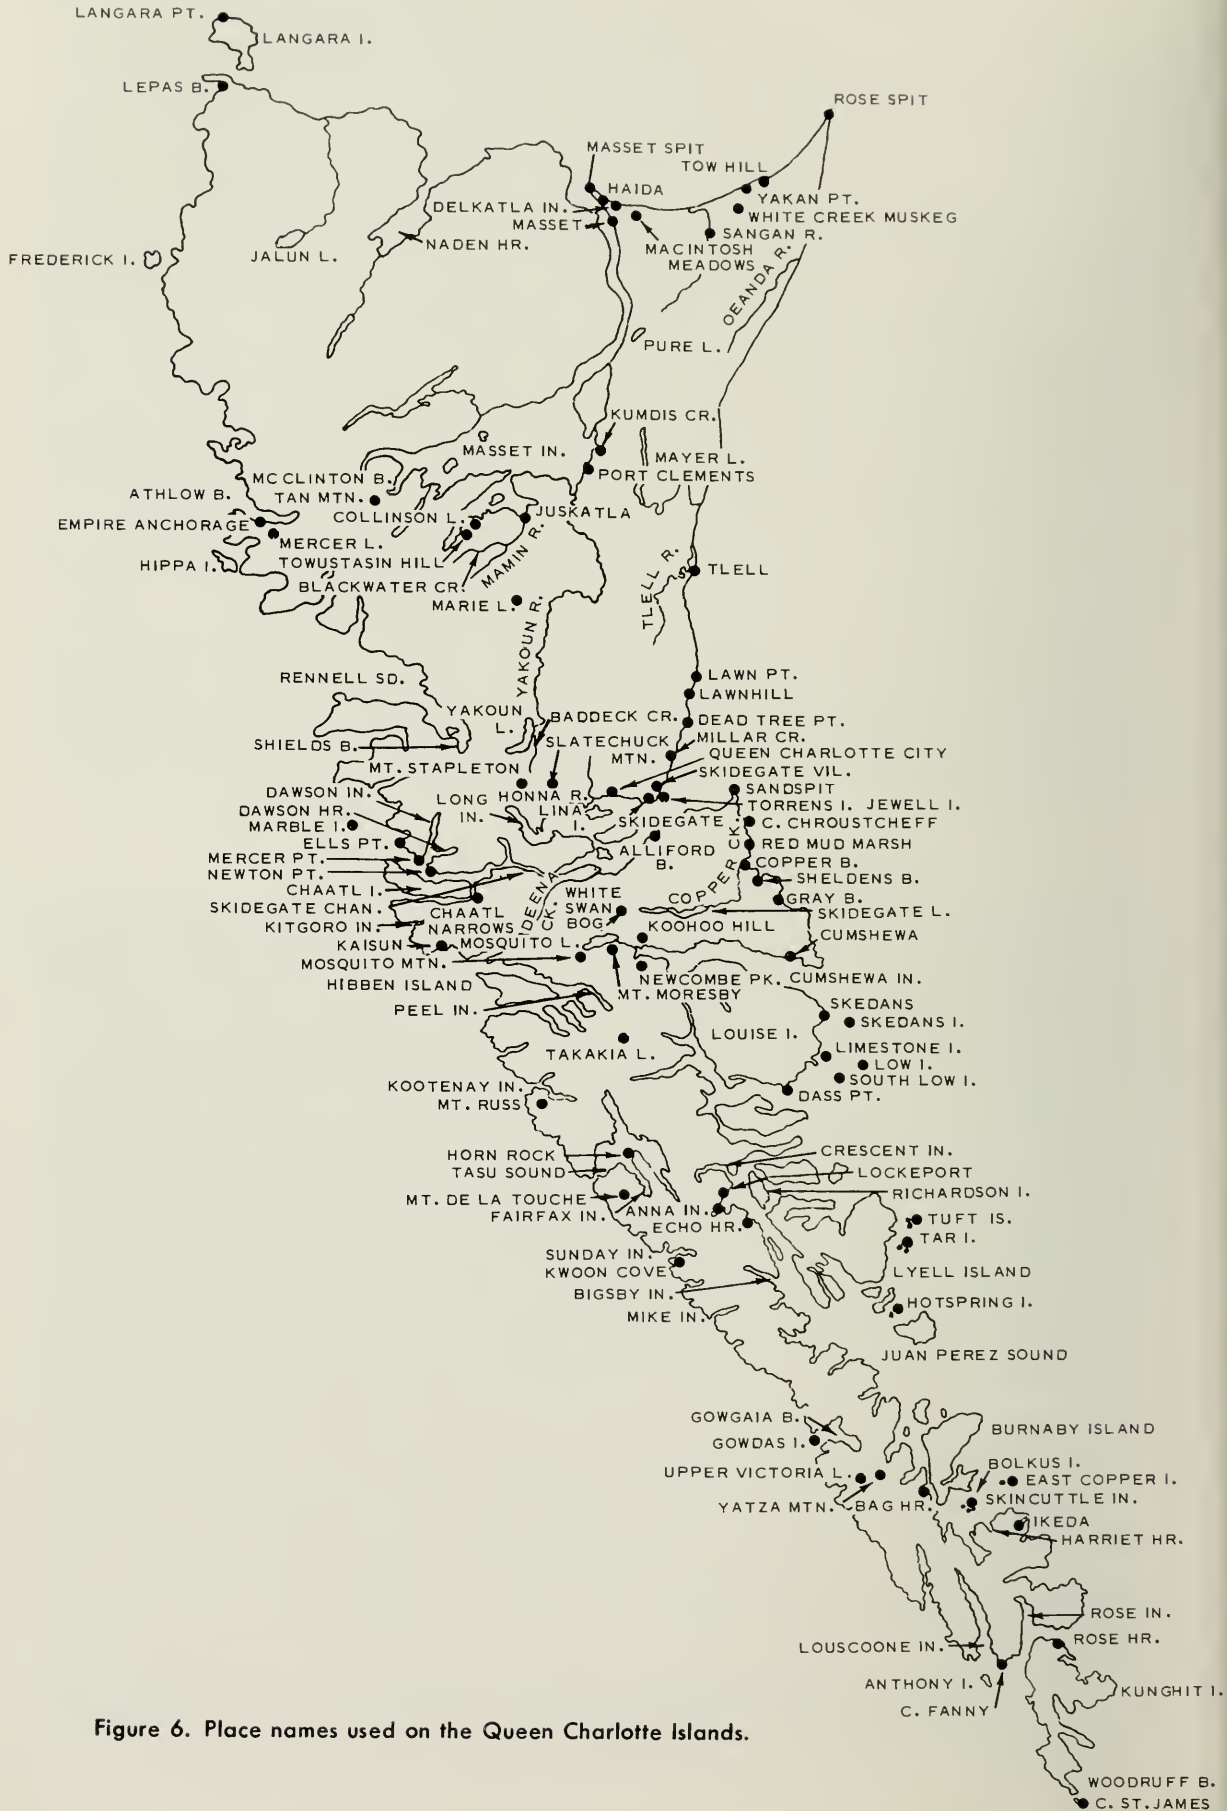 LANGARA PT.
LANGARA I.
LEPAS B.
ROSE SPIT
MASSET SPIT
TOW HILL
HAIDA
YAKAN PT.
DELKATLA IN.
WHITE CREEK MUSKEG
MASSET
SANGAN R.
NADEN HR.
MACINTOSH
MEADOWS
FREDERICK I.
JALUN L.
OEANDA R.
PURE L.
KUMDIS CR.
MASSET IN.
MAYER L.
PORT CLEMENTS
MC CLINTON B.
ATHLOW B.
TAN MTN.
COLLINSON L.
JUSKATLA
EMPIRE ANCHORAGE
MERCER L.
TOWUSTASIN HILL
HIPPA I.
MAMIN R.
BLACKWATER CR.
TLELL R.
TLELL
MARIE L.
YAKOUN R.
RENNELL SD.
LAWN PT.
LAWNHILL
YAKOUN
L.
BADDECK CR.
DEAD TREE PT.
SHIELDS B.
SLATECHUCK
MTN.
MILLAR CR.
QUEEN CHARLOTTE CITY
MT. STAPLETON
SKIDEGATE VIL.
DAWSON IN.
LONG
IN.
HONNA R.
SANDSPIT
DAWSON HR.
LINA
I.
TORRENS I.
JEWELL I.
MARBLE I.
SKIDEGATE
C. CHROUSTCHEFF
ELLS PT.
ALLIFORD
B.
RED MUD MARSH
MERCER PT.
COPPER B.
NEWTON PT.
SHELDENS B.
CHAATL I.
COPPER CK.
GRAY B.
SKIDEGATE CHAN.
DEENA
CK.
WHITE
SWAN
BOG
SKIDEGATE L.
KITGORO IN.
CHAATL
NARROWS
KOOHOO HILL
CUMSHEWA
KAISUN
MOSQUITO L.
MOSQUITO MTN.
NEWCOMBE PK.
CUMSHEWA IN.
HIBBEN ISLAND
MT. MORESBY
PEEL IN.
SKEDANS
SKEDANS I.
LOUISE I.
TAKAKIA L.
LIMESTONE I.
LOW I.
SOUTH LOW I.
KOOTENAY IN.
DASS PT.
MT. RUSS
HORN ROCK
CRESCENT IN.
TASU SOUND
LOCKEPORT
MT. DE LA TOUCHE
RICHARDSON I.
FAIRFAX IN.
ANNA IN.
ECHO HR.
TUFT IS.
TAR I.
SUNDAY IN.
KWOON COVE
LYELL ISLAND
BIGSBY IN.
HOTSPRING I.
MIKE IN.
JUAN PEREZ SOUND
GOWGAIA B.
BURNABY ISLAND
GOWDAS I.
BOLKUS I.
UPPER VICTORIA L.
EAST COPPER I.
YATZA MTN.
BAG HR.
SKINCUTTLE IN.
IKEDA
HARRIET HR.
ROSE IN.
LOUSCOONE IN.
ROSE HR.
ANTHONY I.
KUNGHIT I.
C. FANNY
Figure 6. Place names used on the Queen Charlotte Islands.
WOODRUFF B.
C. ST. JAMES